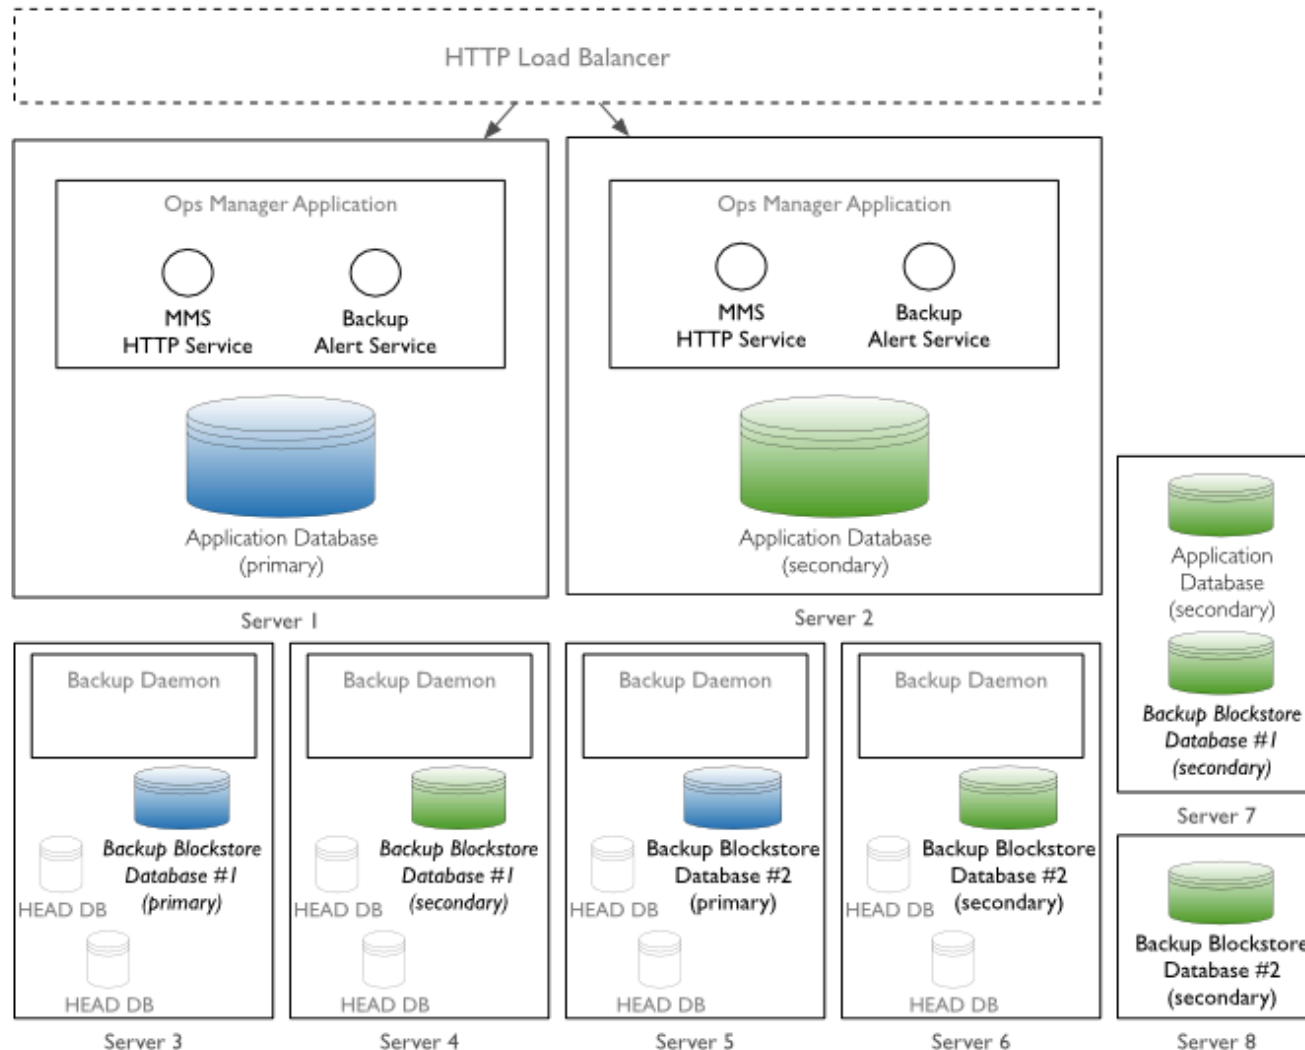 HTTP Load Balancer
Ops Manager Application
MMS
HTTP Service
Backup
Alert Service
Application Database
(primary)
Server 1
Ops Manager Application
MMS
HTTP Service
Backup
Alert Service
Application Database
(secondary)
Server 2
Backup Daemon
Backup Blockstore
Database #1
(primary)
HEAD DB
HEAD DB
Server 3
Backup Daemon
Backup Blockstore
Database #1
(secondary)
HEAD DB
HEAD DB
Server 4
Backup Daemon
Backup Blockstore
Database #2
(primary)
HEAD DB
HEAD DB
Server 5
Backup Daemon
Backup Blockstore
Database #2
(secondary)
HEAD DB
HEAD DB
Server 6
Application
Database
(secondary)
Backup Blockstore
Database #1
(secondary)
Server 7
Backup Blockstore
Database #2
(secondary)
Server 8